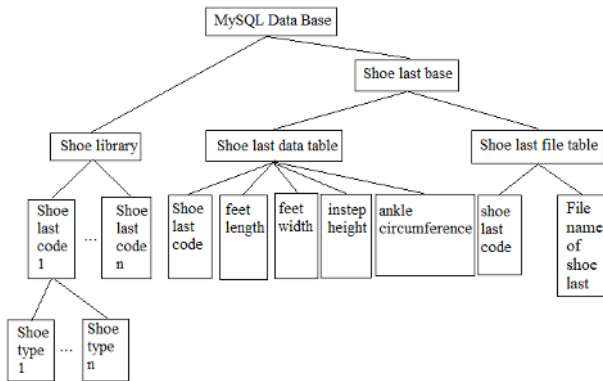 MySQL Data Base
Shoe last base
Shoe library
Shoe last data table
Shoe last file table
Shoe
last
code
1
...
Shoe
last
code
n
Shoe
last
code
feet
length
feet
width
instep
height
ankle
circumference
shoe
last
code
File
name
of
shoe
last
Shoe
type
1
...
Shoe
type
n